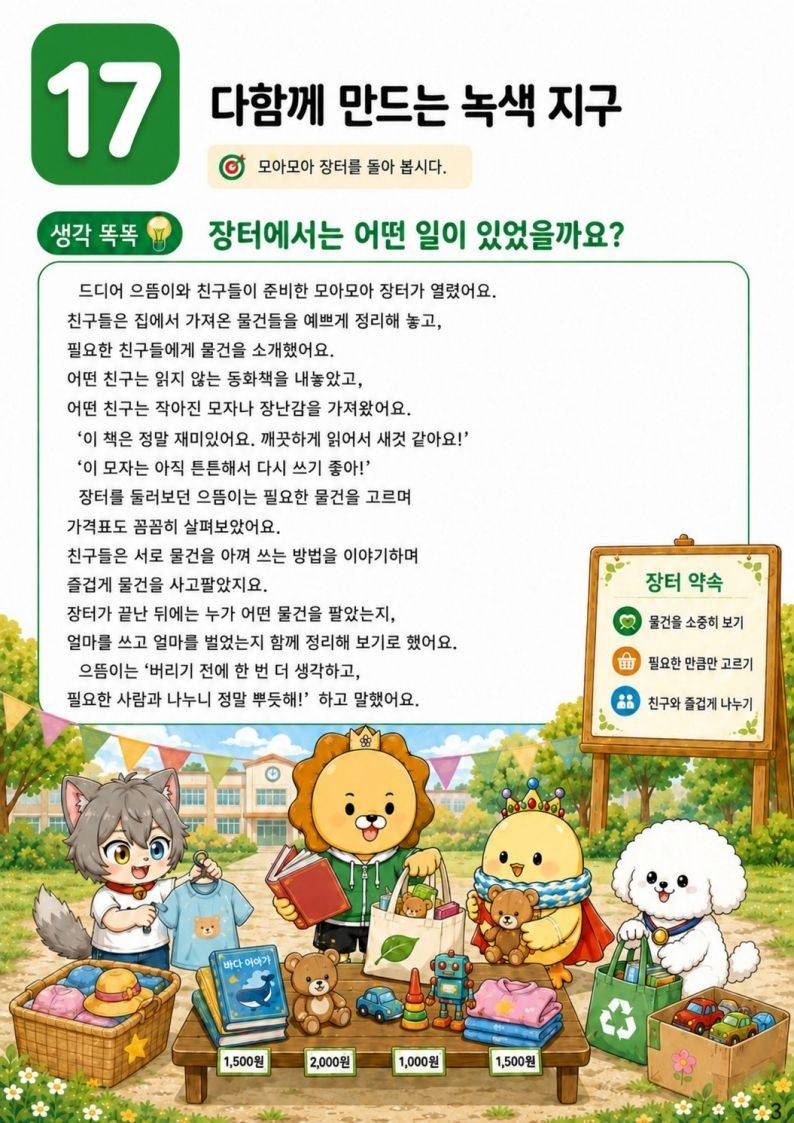 17
다함께 만드는 녹색 지구
모아모아 장터를 돌아 봅시다.
생각 똑똑
장터에서는 어떤 일이 있었을까요?
드디어 으뜸이와 친구들이 준비한 모아모아 장터가 열렸어요.
친구들은 집에서 가져온 물건들을 예쁘게 정리해 놓고,
필요한 친구들에게 물건을 소개했어요.
어떤 친구는 읽지 않는 동화책을 내놓았고,
어떤 친구는 작아진 모자나 장난감을 가져왔어요.
‘이 책은 정말 재미있어요. 깨끗하게 읽어서 새것 같아요!’
‘이 모자는 아직 튼튼해서 다시 쓰기 좋아!’
장터를 둘러보던 으뜸이는 필요한 물건을 고르며
가격표도 꼼꼼히 살펴보았어요.
친구들은 서로 물건을 아껴 쓰는 방법을 이야기하며
즐겁게 물건을 사고팔았지요.
장터가 끝난 뒤에는 누가 어떤 물건을 팔았는지,
얼마를 쓰고 얼마를 벌었는지 함께 정리해 보기로 했어요.
으뜸이는 ‘버리기 전에 한 번 더 생각하고,
필요한 사람과 나누니 정말 뿌듯해!’ 하고 말했어요.
장터 약속
물건을 소중히 보기
필요한 만큼만 고르기
친구와 즐겁게 나누기
바다
1,500원
2,000원
1,000원
1,500원
3